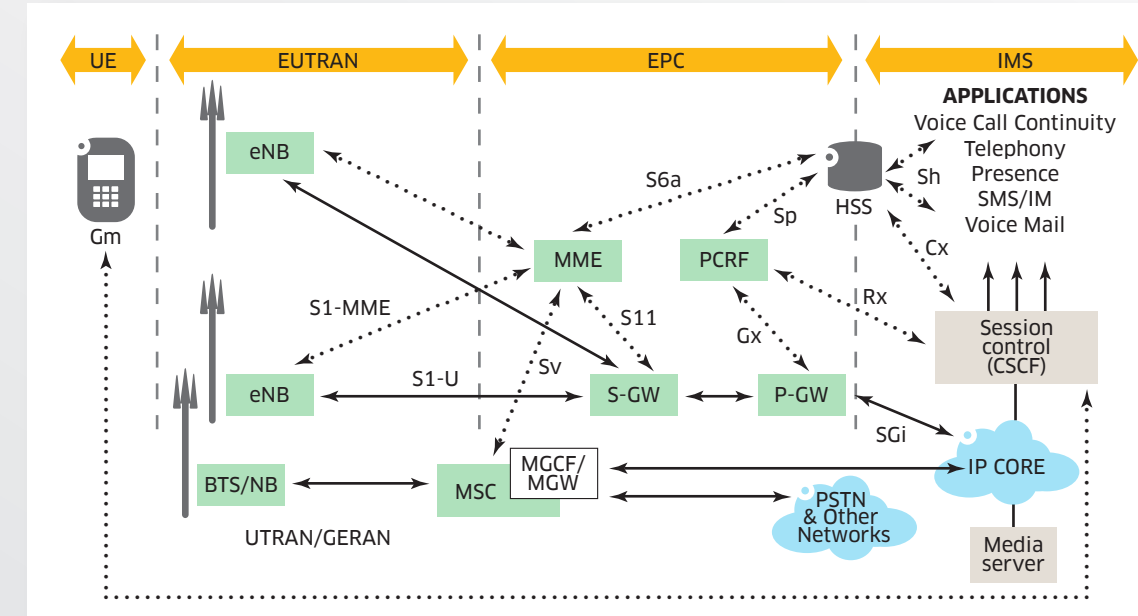 UE
EUTRAN
EPC
IMS
APPLICATIONS
Voice Call Continuity
Telephony
Presence
SMS/IM
Voice Mail
eNB
S6a
Sh
HSS
Sp
Gm
Cx
MME
PCRF
S1-MME
S11
Rx
Gx
Session
control
(CSCF)
Sv
S1-U
eNB
S-GW
P-GW
SGi
MGCF/
MGW
IP CORE
BTS/NB
MSC
PSTN
& Other
Networks
UTRAN/GERAN
Media
server